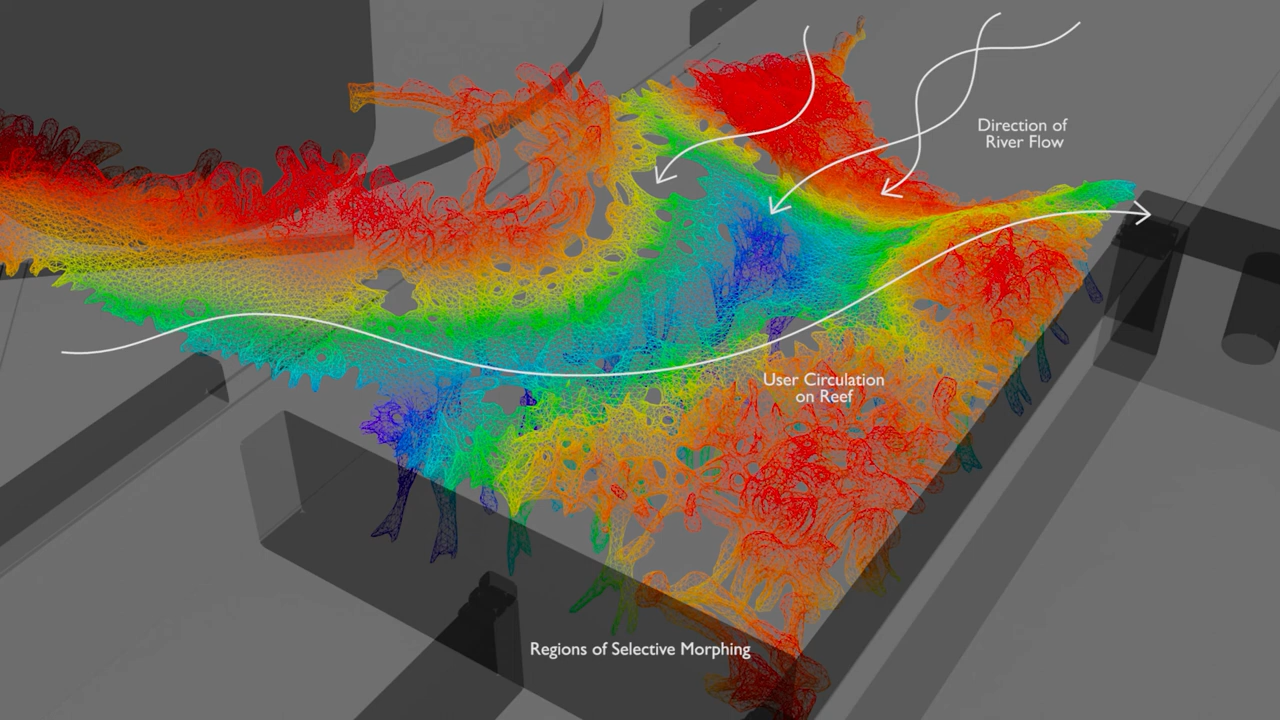 Direction of
River Flow
User Circulation
on Reef
Regions of Selective Morphing